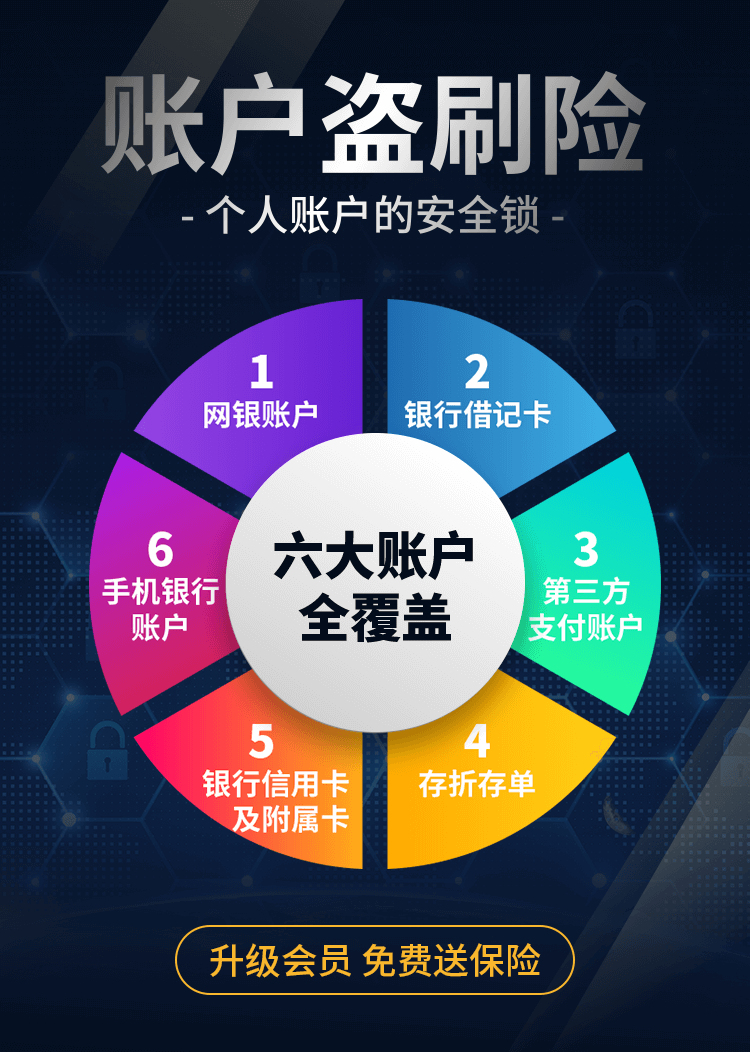 账户盗刷险
- 个人账户的安全锁 -
1
网银账户
2
银行借记卡
3
第三方
支付账户
4
存折存单
5
银行信用卡
及附属卡
6
手机银行
账户
六大账户
全覆盖
升级会员 免费送保险